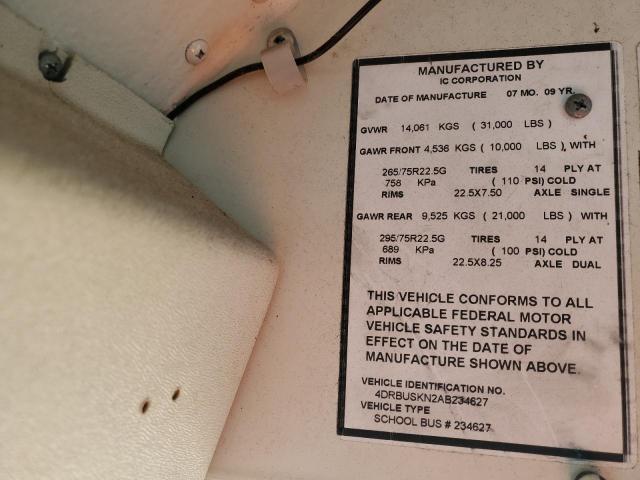 MANUFACTURED BY
IC CORPORATION
DATE OF MANUFACTURE 07 MO. 09 YR.
GVWR 14,061 KGS ( 31,000 LBS )
GAWR FRONT 4,536 KGS ( 10,000 LBS ), WITH
265/75R22.5G TIRES 14 PLY AT
758 KPa ( 110 PSI) COLD
RIMS 22.5X7.50 AXLE SINGLE
GAWR REAR 9,525 KGS ( 21,000 LBS ) WITH
295/75R22.5G TIRES 14 PLY AT
689 KPa ( 100 PSI) COLD
RIMS 22.5X8.25 AXLE DUAL
THIS VEHICLE CONFORMS TO ALL
APPLICABLE FEDERAL MOTOR
VEHICLE SAFETY STANDARDS IN
EFFECT ON THE DATE OF
MANUFACTURE SHOWN ABOVE.
VEHICLE IDENTIFICATION NO.
4DRBUSKN2AB234627
VEHICLE TYPE
SCHOOL BUS # 234627